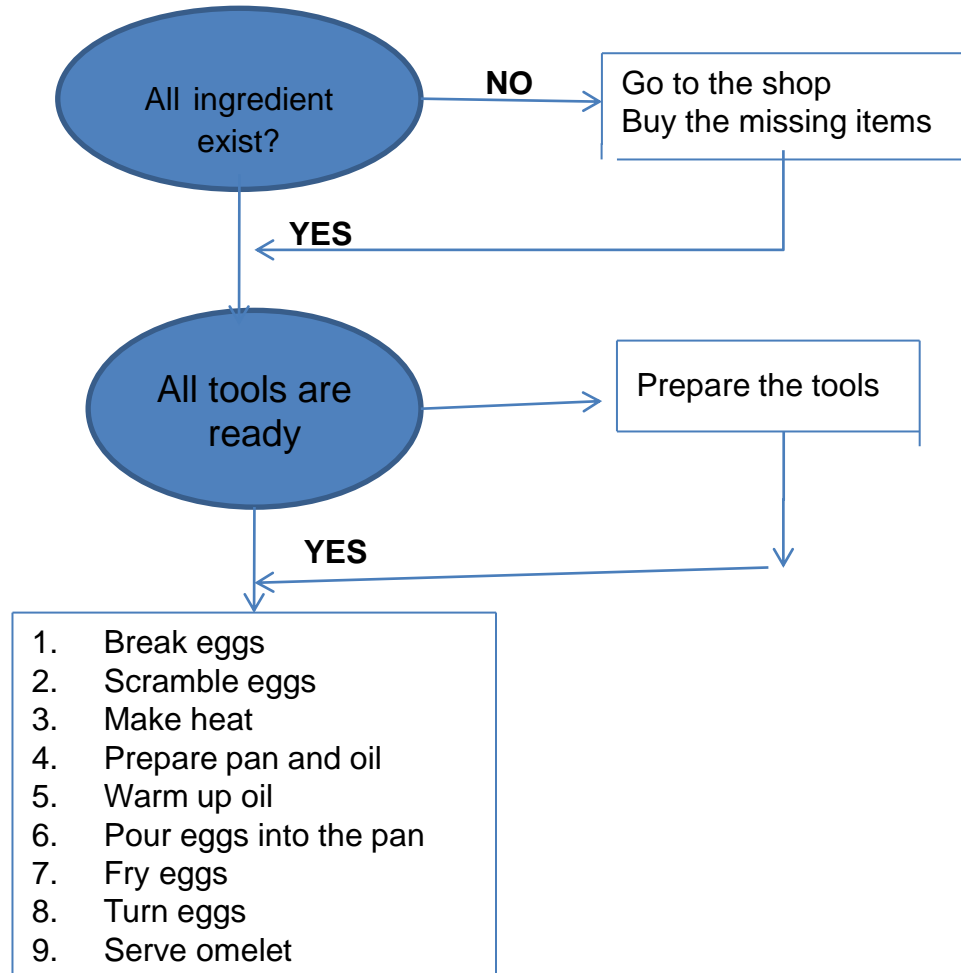 All ingredient
exist?
NO
Go to the shop
Buy the missing items
YES
All tools are
ready
Prepare the tools
YES
1. Break eggs
2. Scramble eggs
3. Make heat
4. Prepare pan and oil
5. Warm up oil
6. Pour eggs into the pan
7. Fry eggs
8. Turn eggs
9. Serve omelet